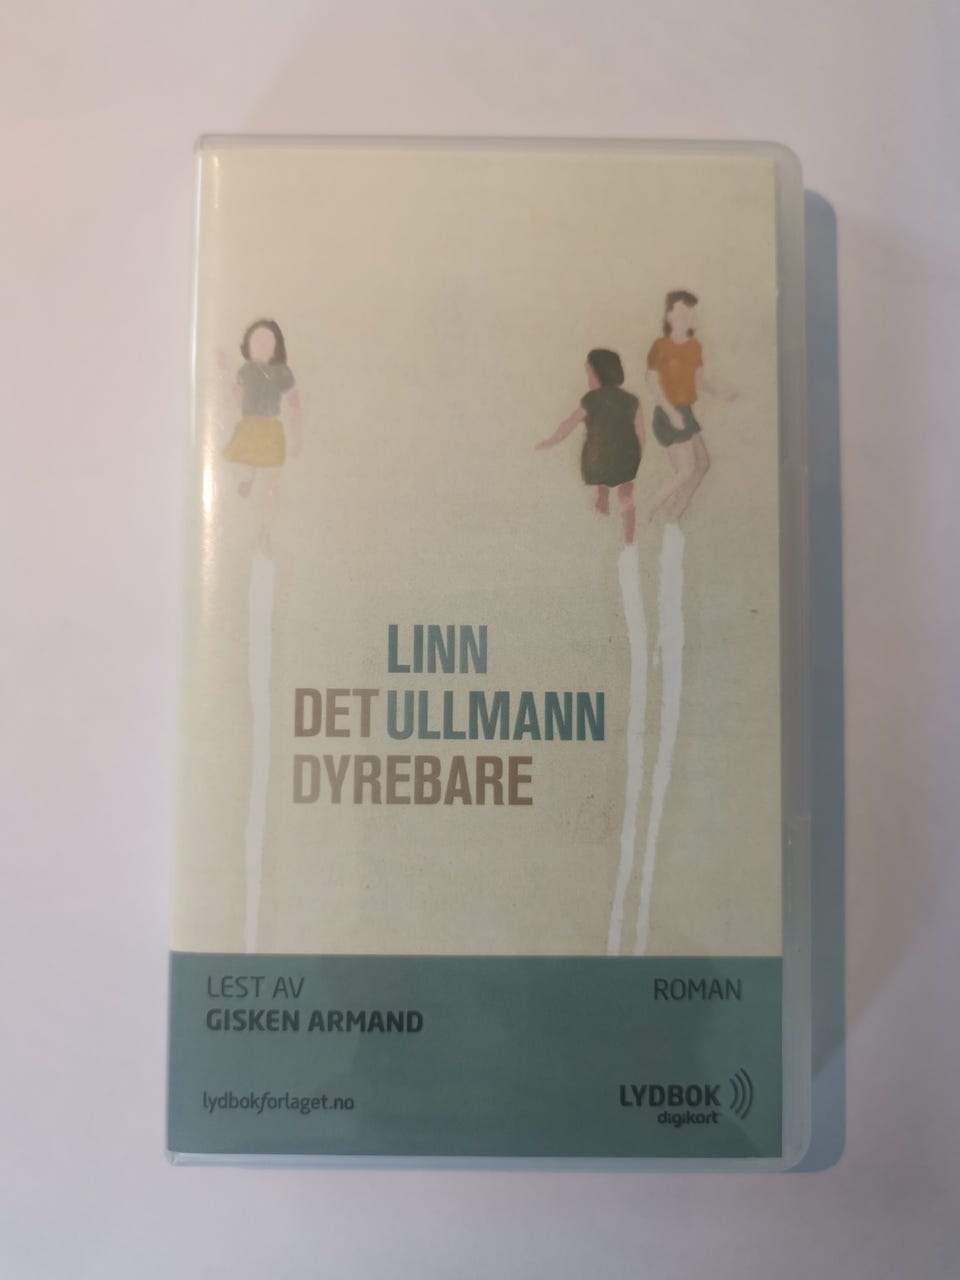 LINN
DET ULLMANN
DYREBARE
LEST AV
GISKEN ARMAND
ROMAN
lydbokforlaget.no
LYDBOK
digikort